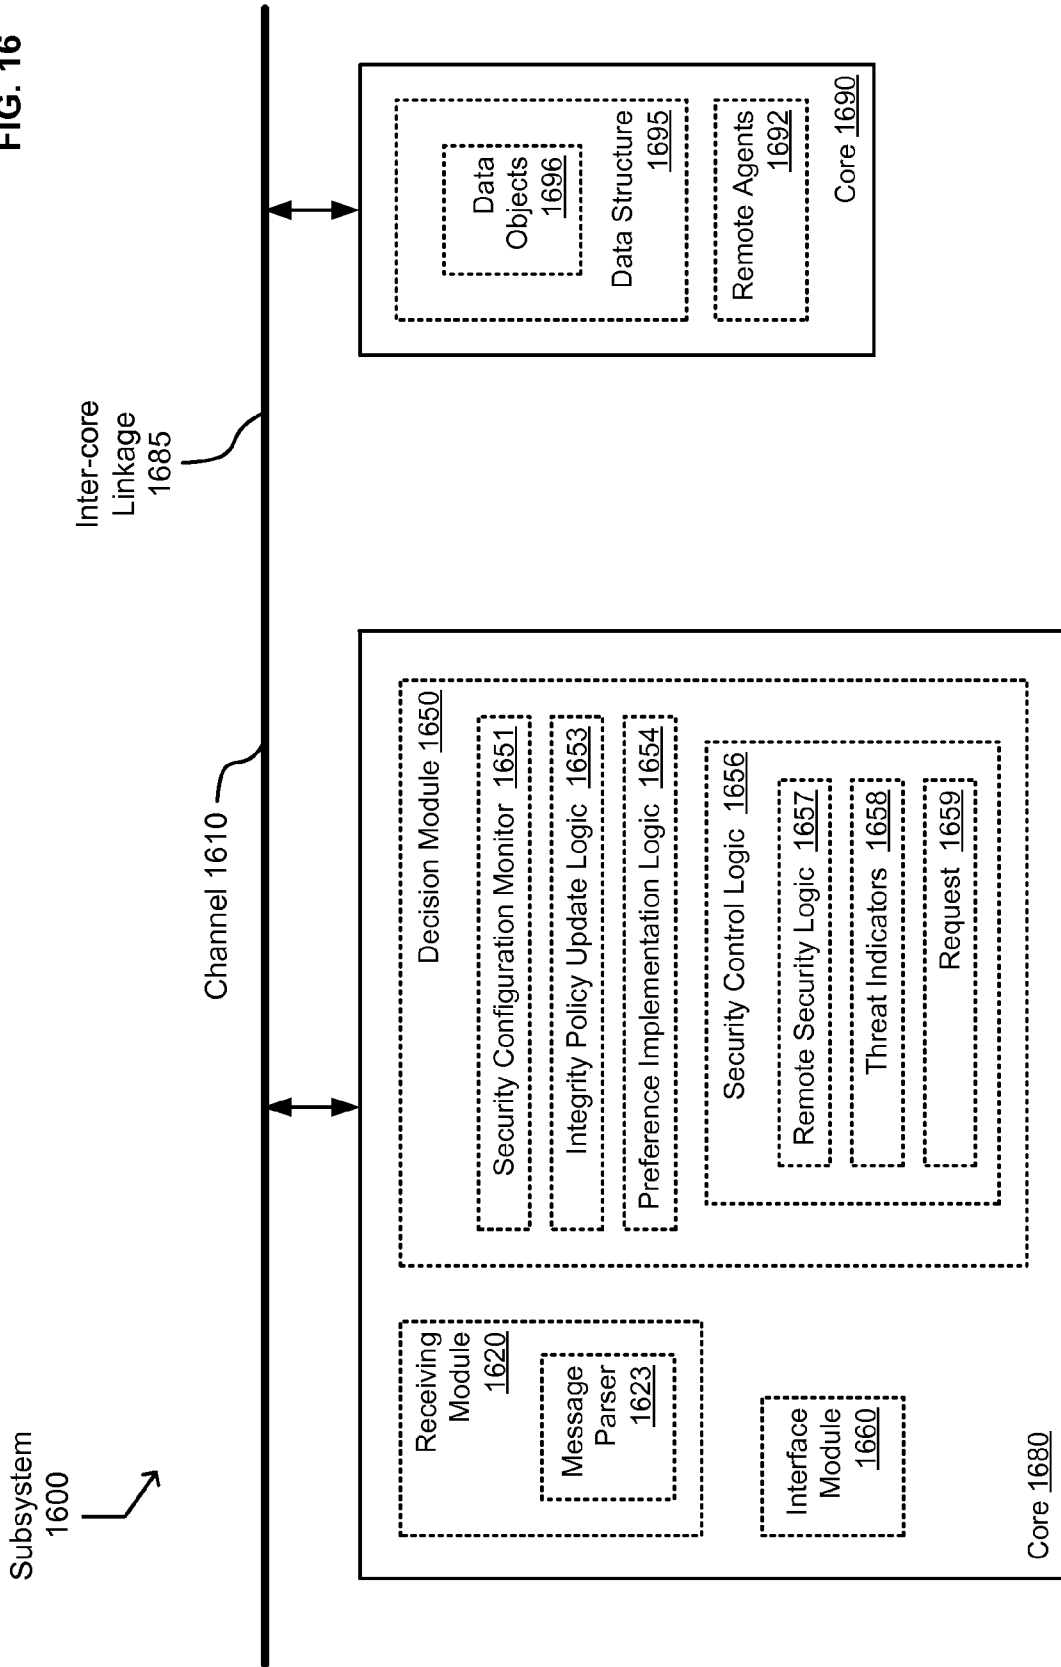 FIG. 16
Subsystem
1600
Channel 1610
Inter-core
Linkage
1685
Receiving
Module
1620
Message
Parser
1623
Interface
Module
1660
Core 1680
Decision Module 1650
Security Configuration Monitor 1651
Integrity Policy Update Logic 1653
Preference Implementation Logic 1654
Security Control Logic 1656
Remote Security Logic 1657
Threat Indicators 1658
Request 1659
Data
Objects
1696
Data Structure
1695
Remote Agents
1692
Core 1690